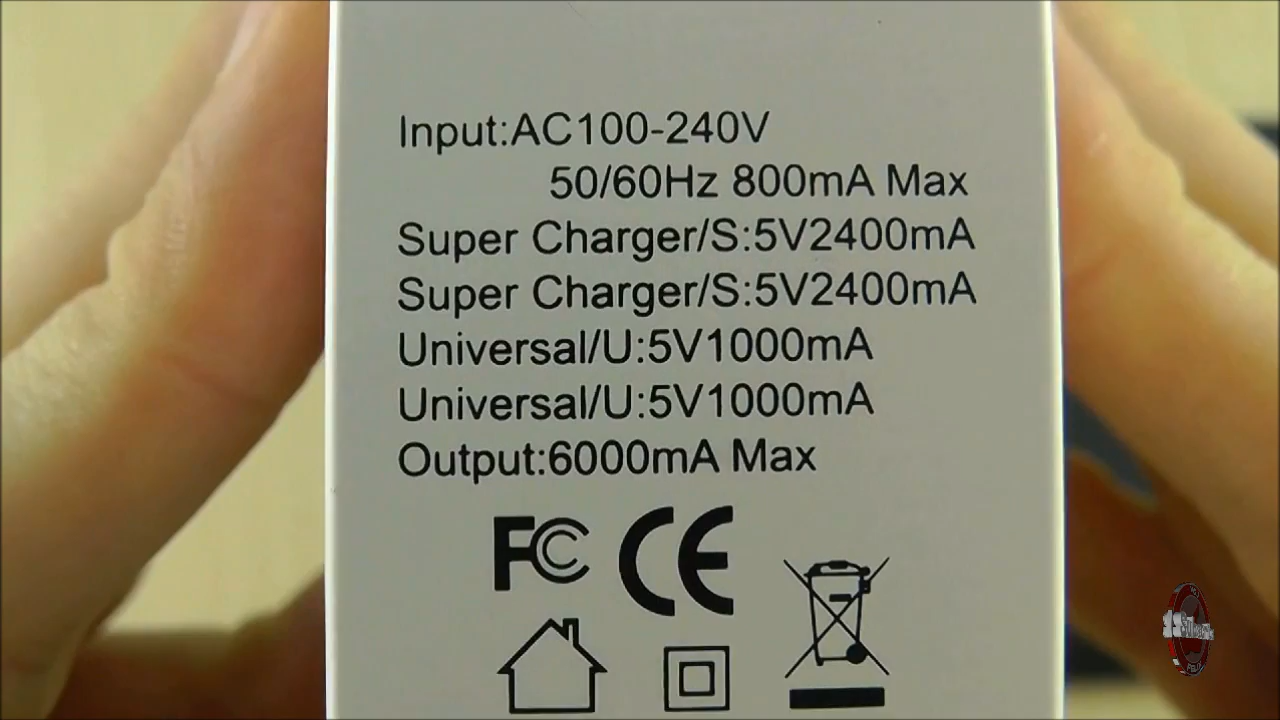 Input:AC100-240V
50/60Hz 800mA Max
Super Charger/S:5V2400mA
Super Charger/S:5V2400mA
Universal/U:5V1000mA
Universal/U:5V1000mA
Output:6000mA Max
FC CE